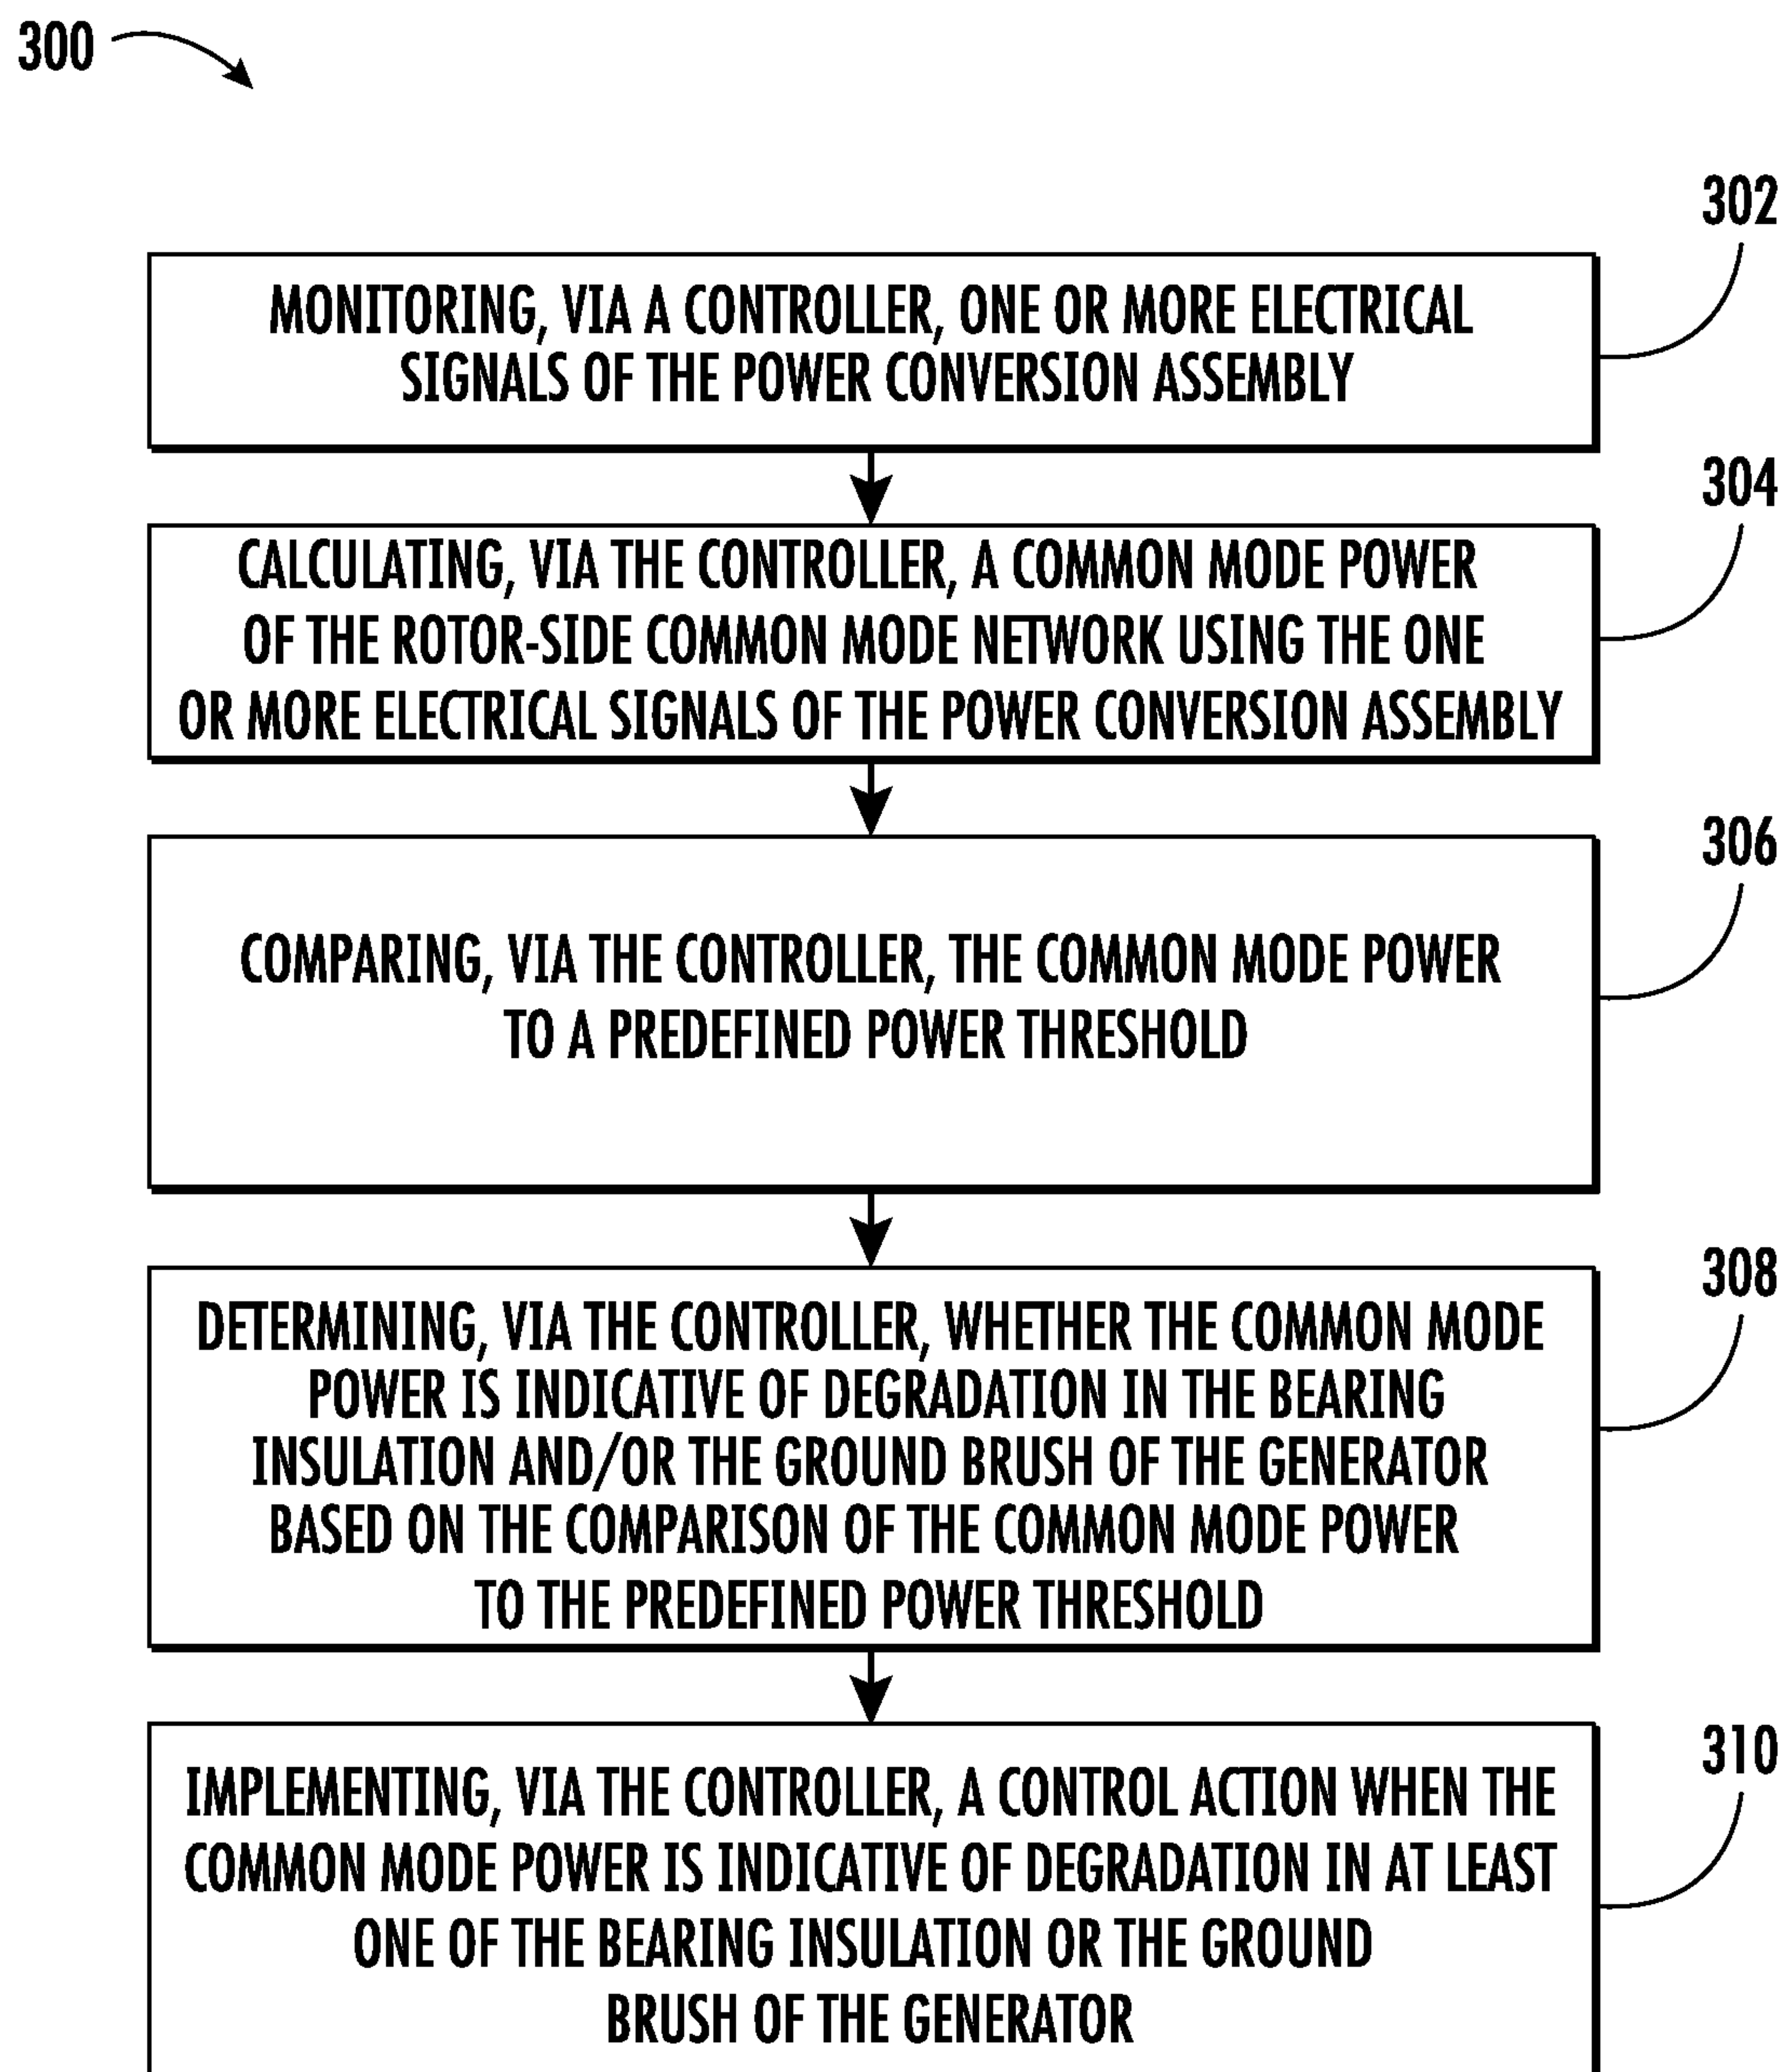 300
302
MONITORING, VIA A CONTROLLER, ONE OR MORE ELECTRICAL
SIGNALS OF THE POWER CONVERSION ASSEMBLY
304
CALCULATING, VIA THE CONTROLLER, A COMMON MODE POWER
OF THE ROTOR-SIDE COMMON MODE NETWORK USING THE ONE
OR MORE ELECTRICAL SIGNALS OF THE POWER CONVERSION ASSEMBLY
306
COMPARING, VIA THE CONTROLLER, THE COMMON MODE POWER
TO A PREDEFINED POWER THRESHOLD
308
DETERMINING, VIA THE CONTROLLER, WHETHER THE COMMON MODE
POWER IS INDICATIVE OF DEGRADATION IN THE BEARING
INSULATION AND/OR THE GROUND BRUSH OF THE GENERATOR
BASED ON THE COMPARISON OF THE COMMON MODE POWER
TO THE PREDEFINED POWER THRESHOLD
310
IMPLEMENTING, VIA THE CONTROLLER, A CONTROL ACTION WHEN THE
COMMON MODE POWER IS INDICATIVE OF DEGRADATION IN AT LEAST
ONE OF THE BEARING INSULATION OR THE GROUND
BRUSH OF THE GENERATOR